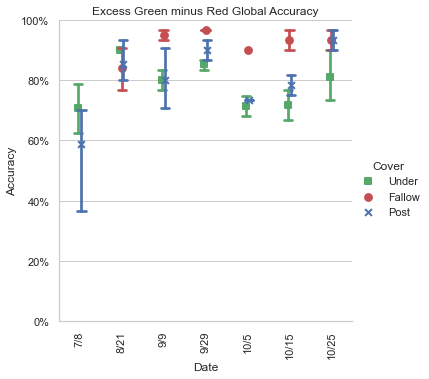 Excess Green minus Red Global Accuracy
100%
80%
60%
40%
20%
0%
Accuracy
7/8
8/21
9/9
9/29
10/5
10/15
10/25
Date
Cover
Under
Fallow
Post